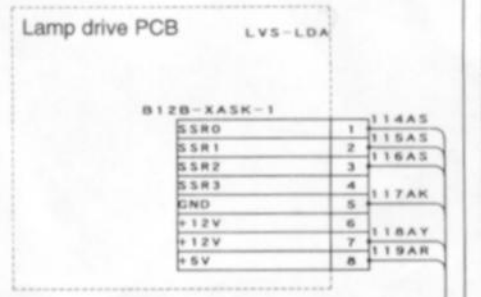 Lamp drive PCB LVS-LDA
B12B-XASK-1
SSR0 1 114AS
SSR1 2 115AS
SSR2 3 116AS
SSR3 4
GND 5 117AK
+12V 6
+12V 7 118AY
+5V 8 119AR